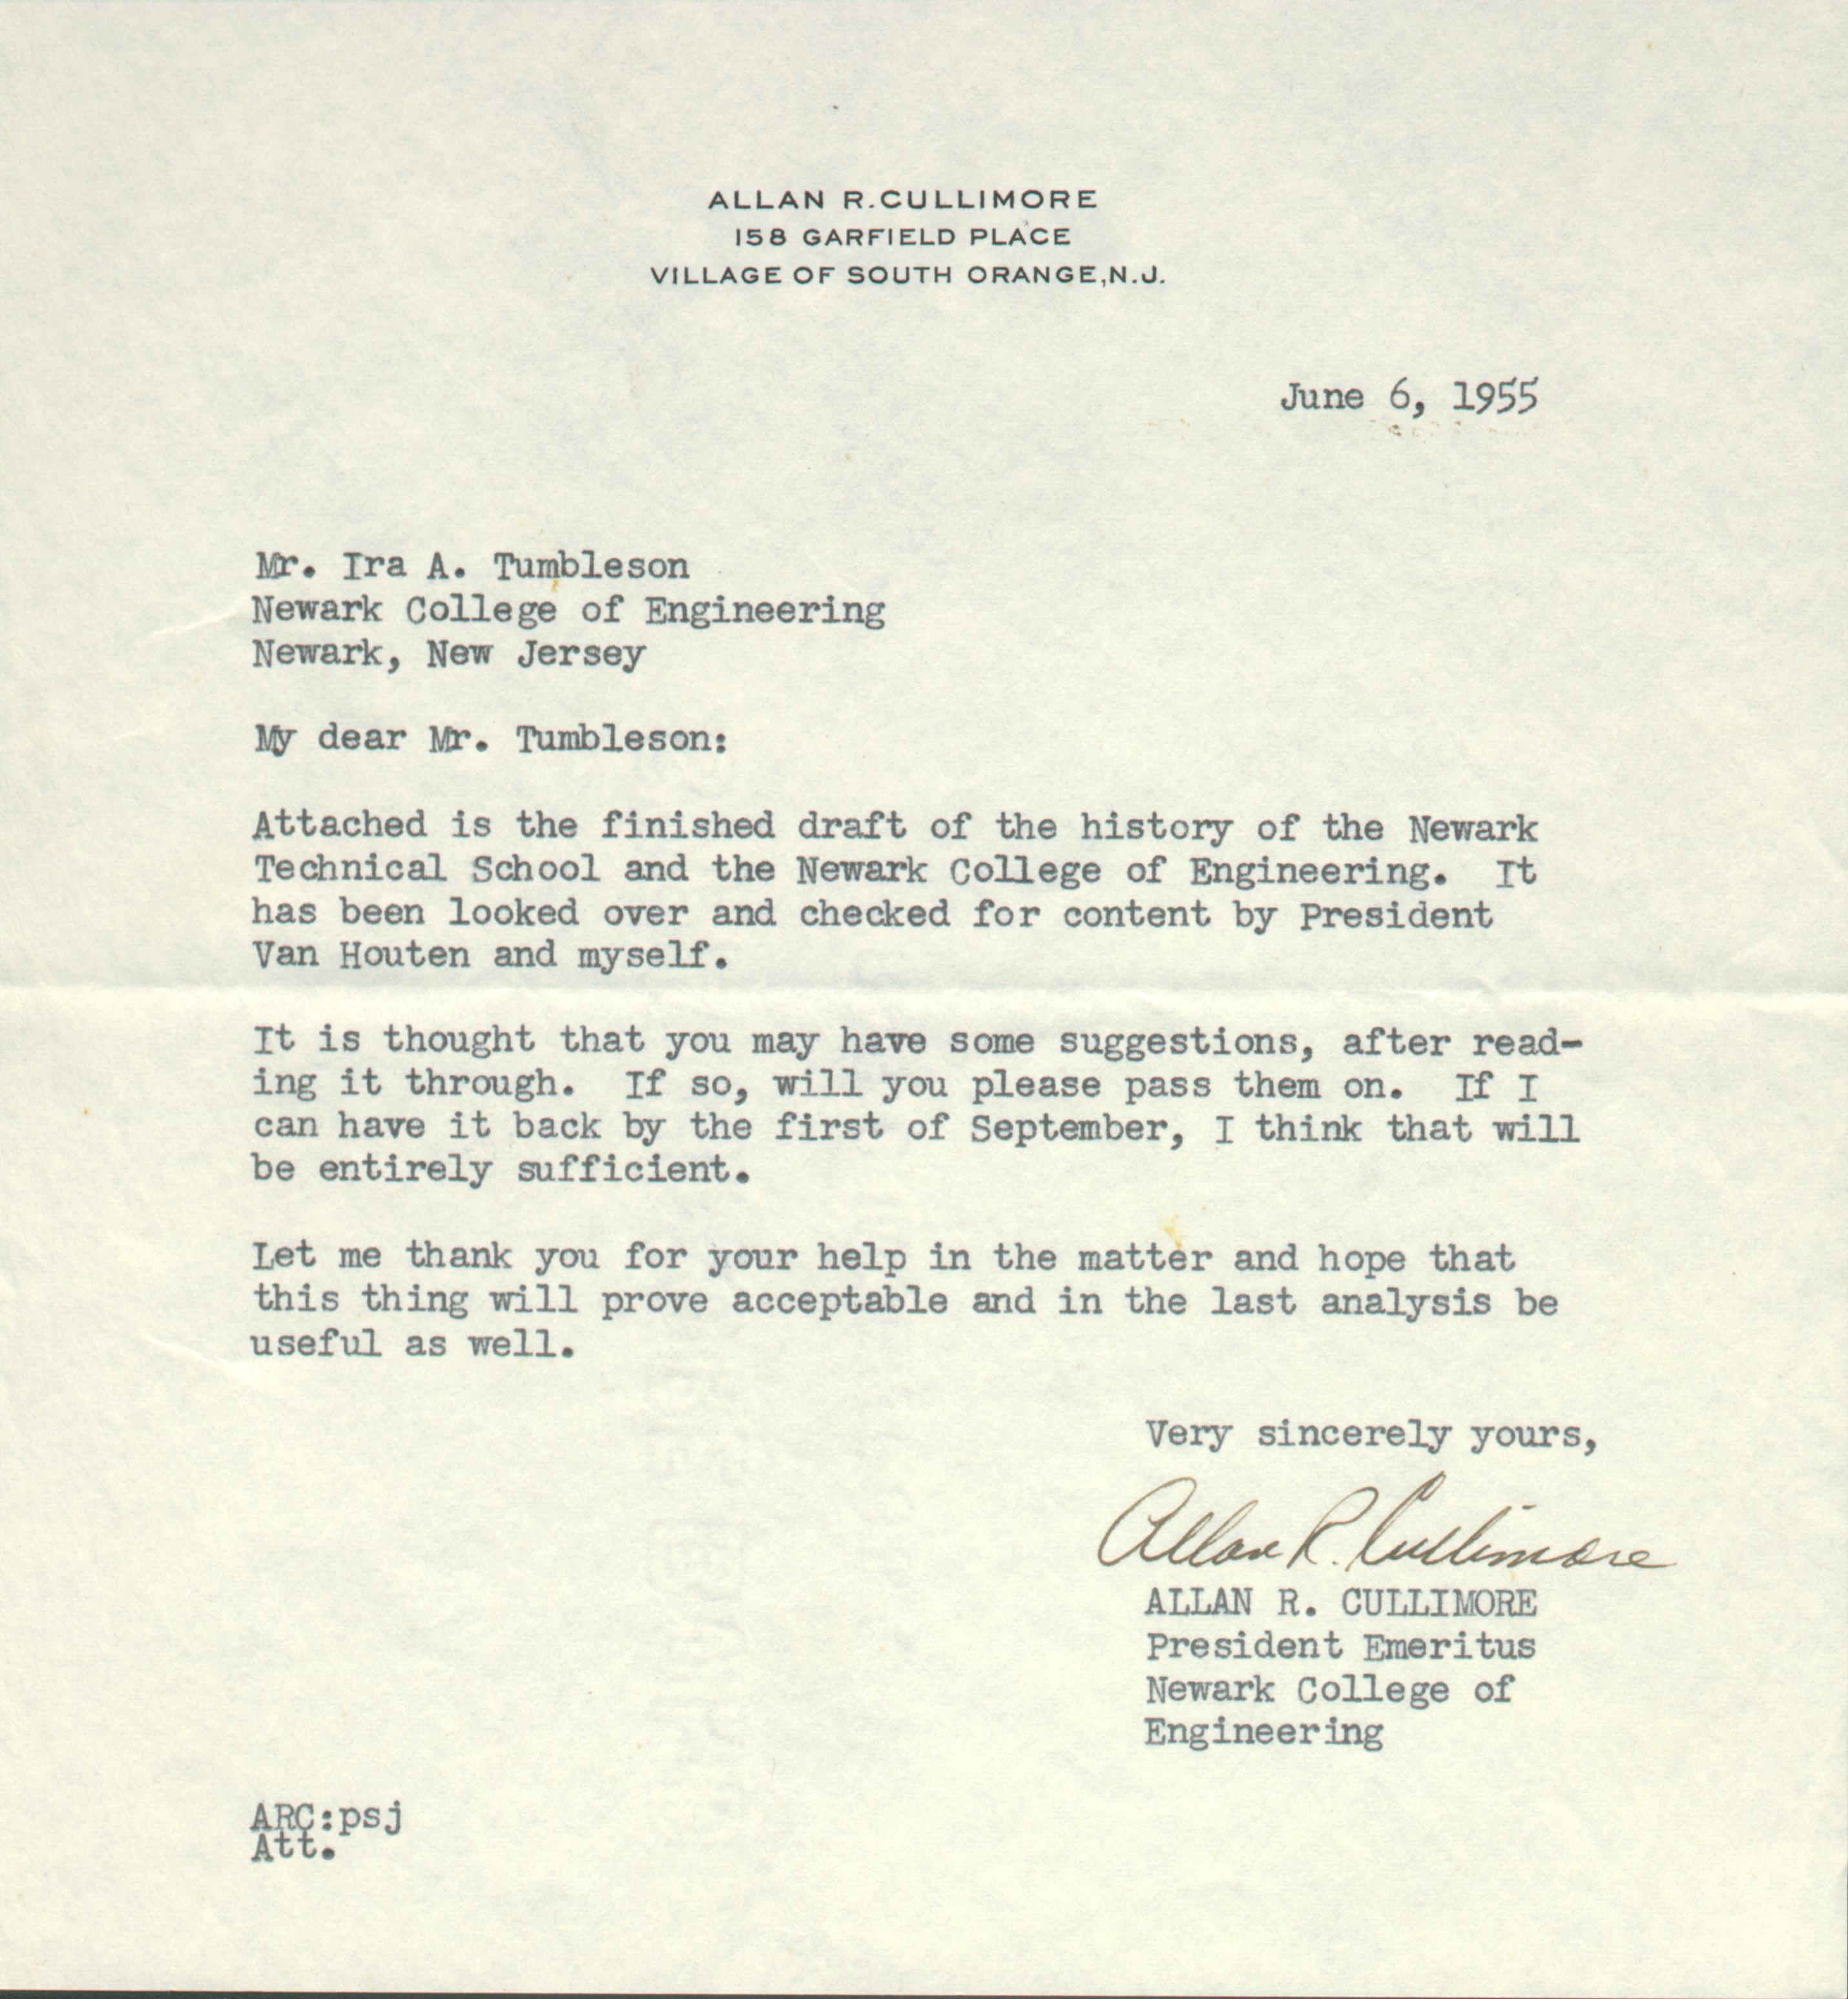 ALLAN R. CULLIMORE
158 GARFIELD PLACE
VILLAGE OF SOUTH ORANGE, N.J.
June 6, 1955
Mr. Ira A. Tumbleson
Newark College of Engineering
Newark, New Jersey
My dear Mr. Tumbleson:
Attached is the finished draft of the history of the Newark
Technical School and the Newark College of Engineering. It
has been looked over and checked for content by President
Van Houten and myself.
It is thought that you may have some suggestions, after read-
ing it through. If so, will you please pass them on. If I
can have it back by the first of September, I think that will
be entirely sufficient.
Let me thank you for your help in the matter and hope that
this thing will prove acceptable and in the last analysis be
useful as well.
Very sincerely yours,
Allan R. Cullimore
ALLAN R. CULLIMORE
President Emeritus
Newark College of
Engineering
ARC:psj
Att.